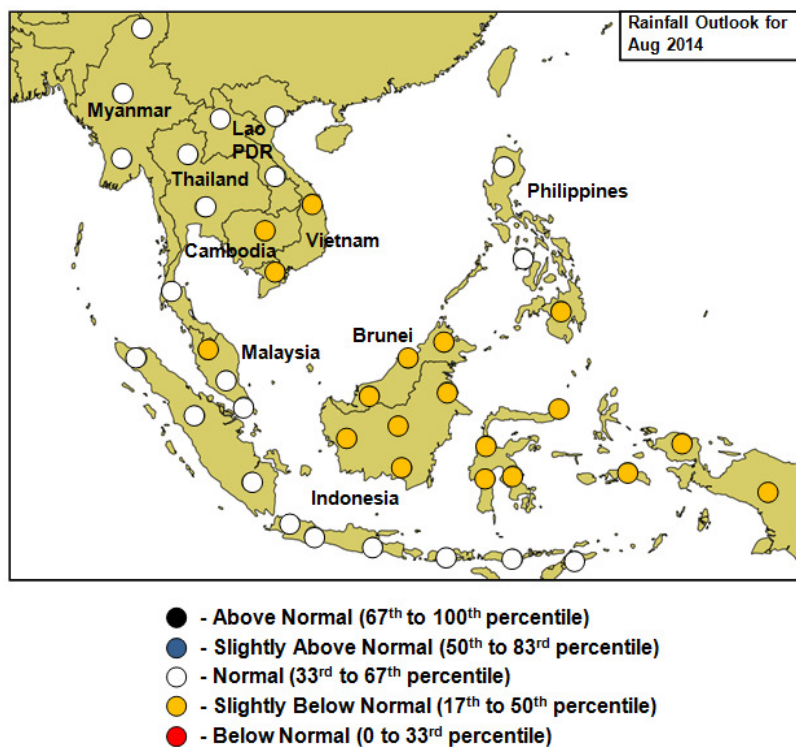 Rainfall Outlook for
Aug 2014
Myanmar
Lao
PDR
Thailand
Philippines
Cambodia
Vietnam
Brunei
Malaysia
Indonesia
- Above Normal (67th to 100th percentile)
- Slightly Above Normal (50th to 83rd percentile)
- Normal (33rd to 67th percentile)
- Slightly Below Normal (17th to 50th percentile)
- Below Normal (0 to 33rd percentile)